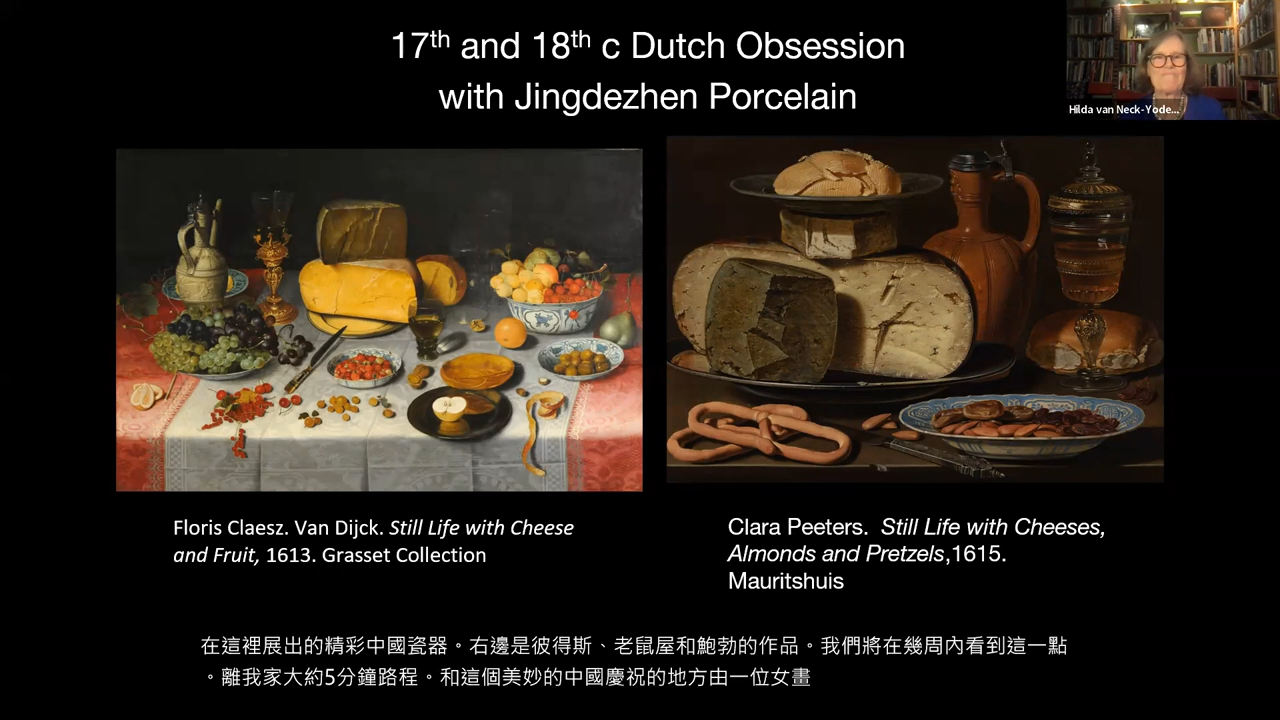 17th and 18th c Dutch Obsession
with Jingdezhen Porcelain
Hilda van Neck-Yode...
Floris Claesz. Van Dijck. Still Life with Cheese
and Fruit, 1613. Grasset Collection
Clara Peeters. Still Life with Cheeses,
Almonds and Pretzels,1615.
Mauritshuis
在這裡展出的精彩中國瓷器。右邊是彼得斯、老鼠屋和鮑勃的作品。我們將在幾周內看到這一點
。離我家大約5分鐘路程。和這個美妙的中國慶祝的地方由一位女畫